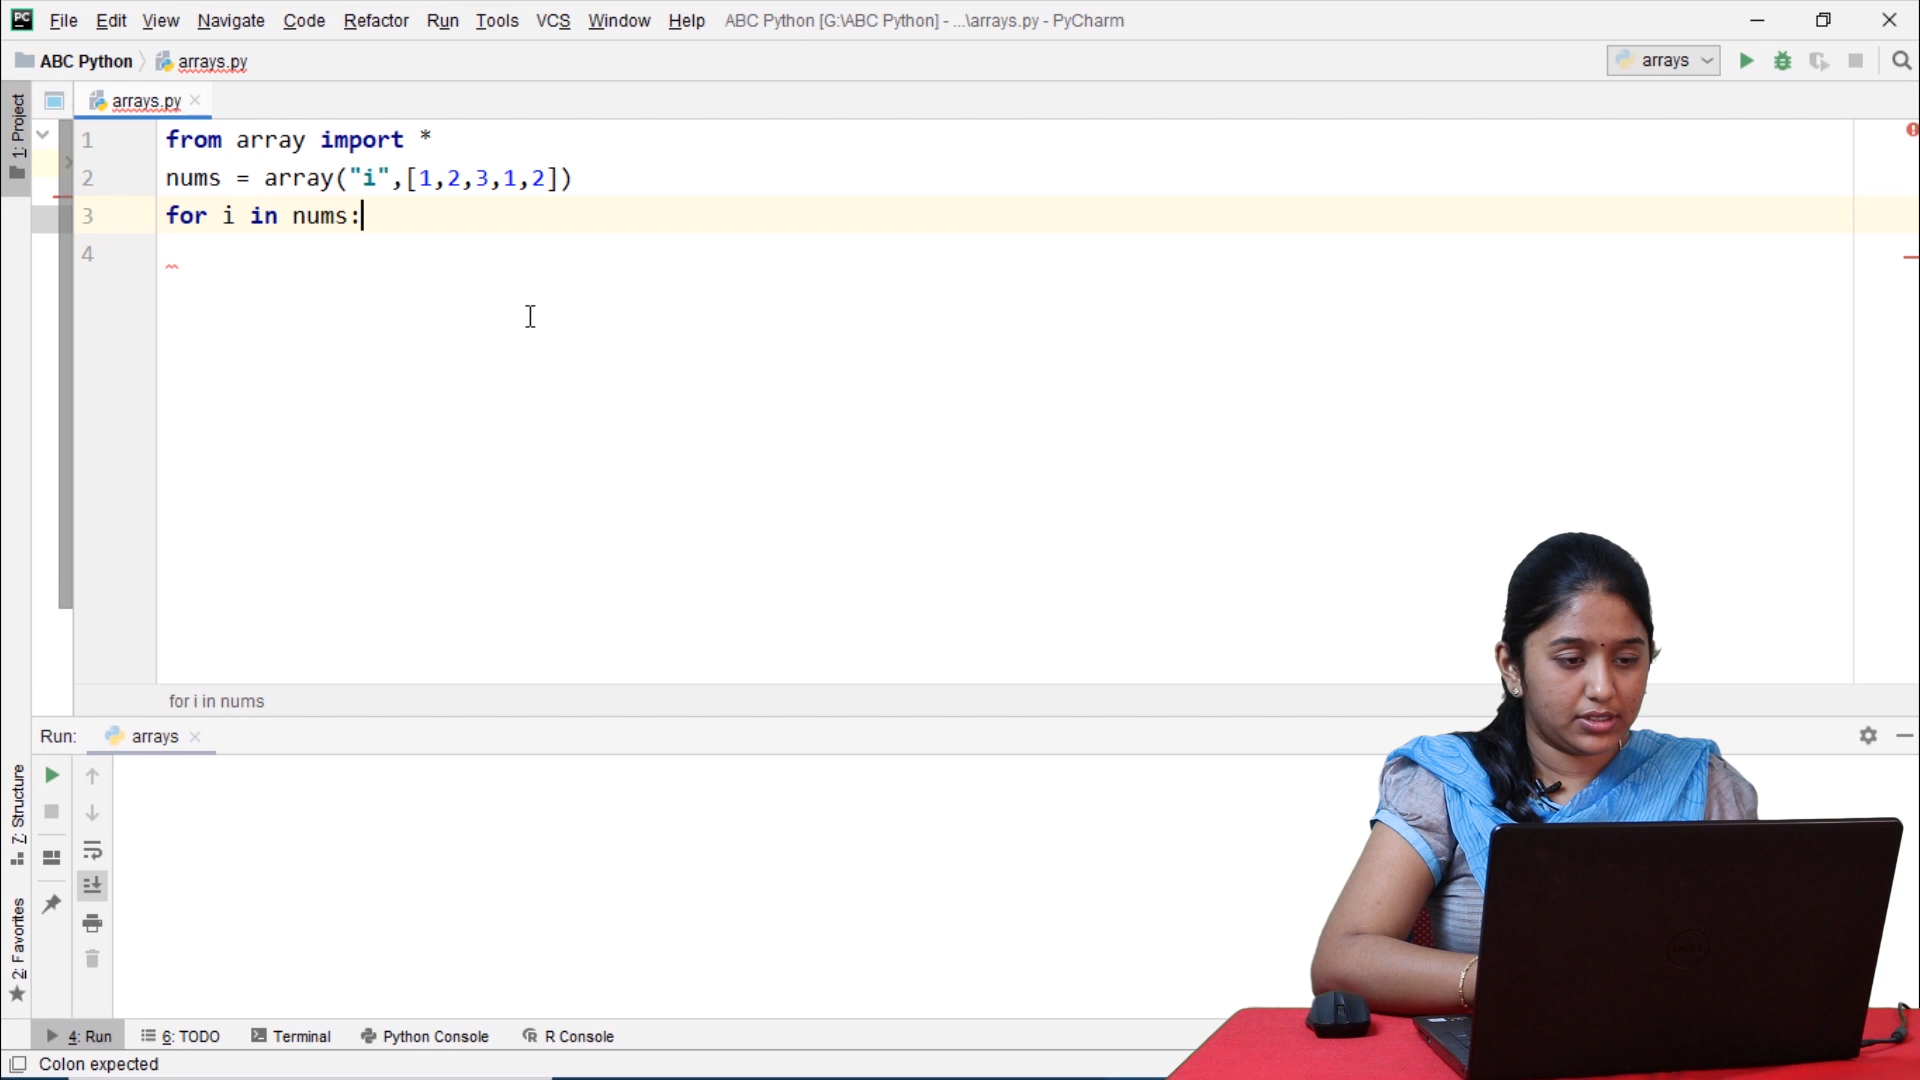 PC File Edit View Navigate Code Refactor Run Tools VCS Window Help ABC Python [G:\ABC Python] - ...\arrays.py - PyCharm
ABC Python arrays.py arrays
1: Project
arrays.py
1 from array import *
2 nums = array("i",[1,2,3,1,2])
3 for i in nums:
4
for i in nums
Run: arrays
7: Structure
2: Favorites
4: Run 6: TODO Terminal Python Console R Console
Colon expected
DELL